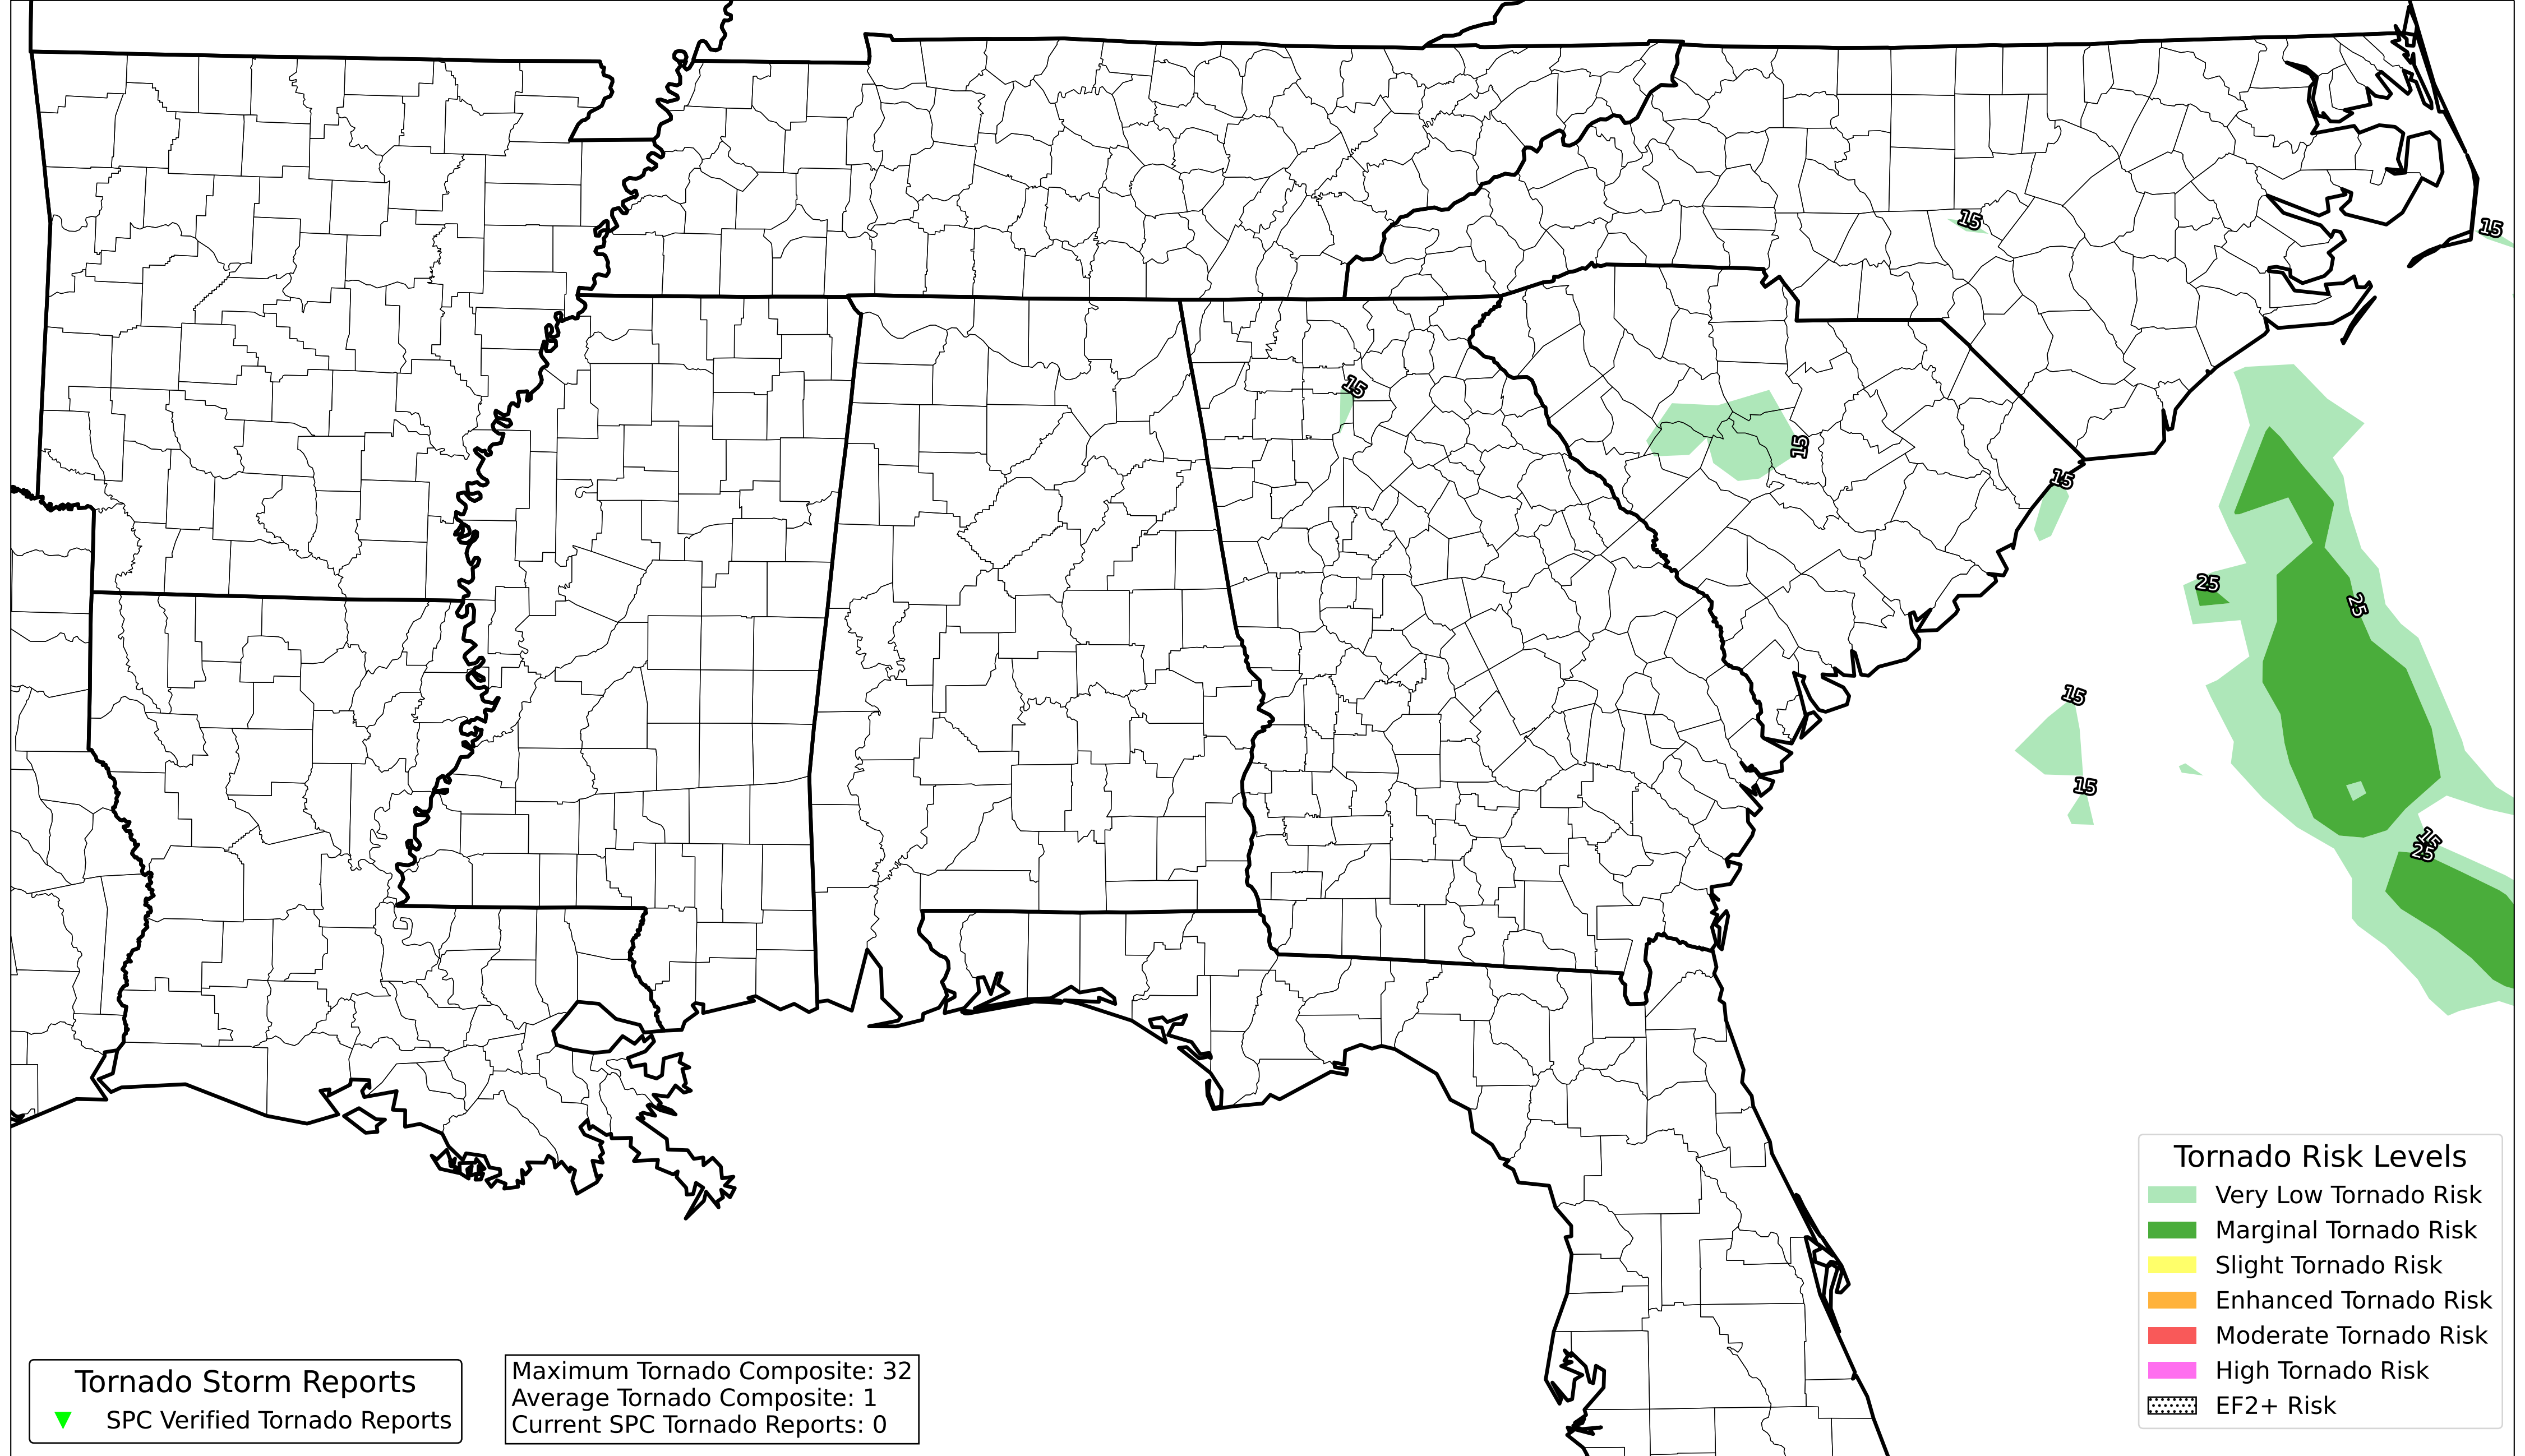 15
15
15
15
15
25
25
15
15
15
25
Tornado Risk Levels
Very Low Tornado Risk
Marginal Tornado Risk
Slight Tornado Risk
Enhanced Tornado Risk
Moderate Tornado Risk
High Tornado Risk
EF2+ Risk
Tornado Storm Reports
SPC Verified Tornado Reports
Maximum Tornado Composite: 32
Average Tornado Composite: 1
Current SPC Tornado Reports: 0